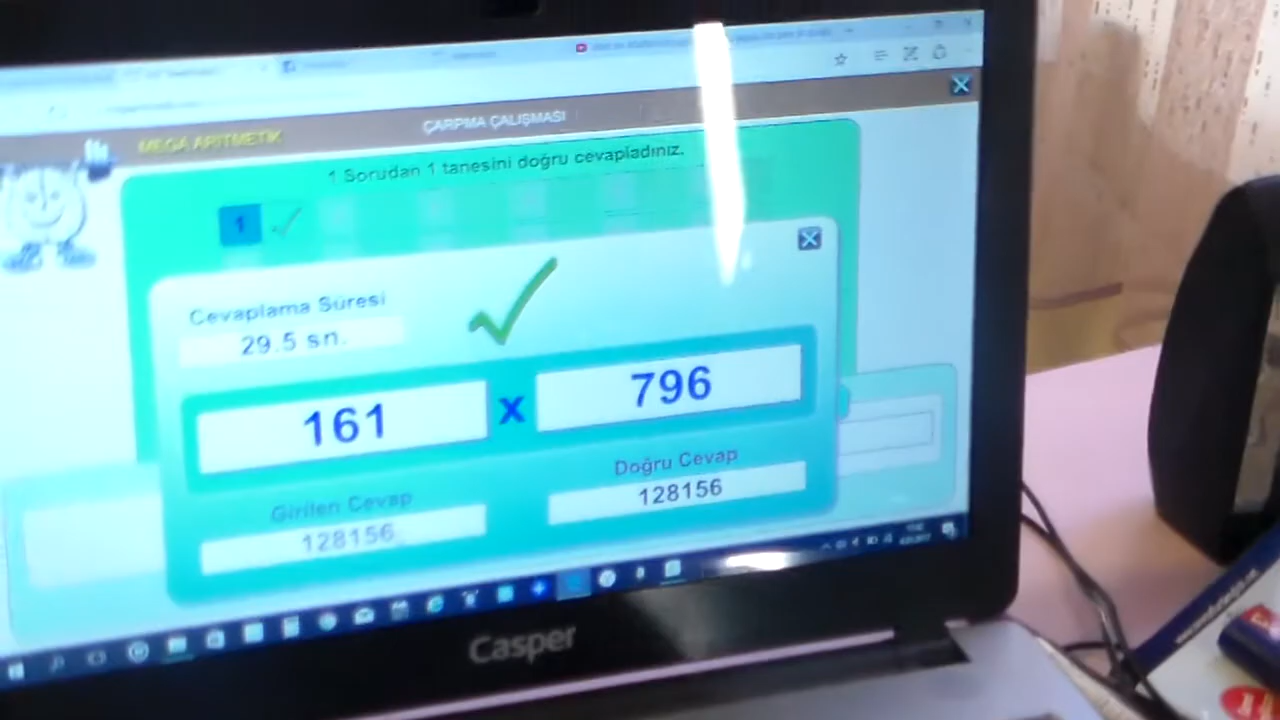 MEGA ARİTMETİK
ÇARPMA ÇALIŞMASI
1 Sorudan 1 tanesini doğru cevapladınız.
1
Cevaplama Süresi
29.5 sn.
161 x 796
Girilen Cevap
128156
Doğru Cevap
128156
Casper